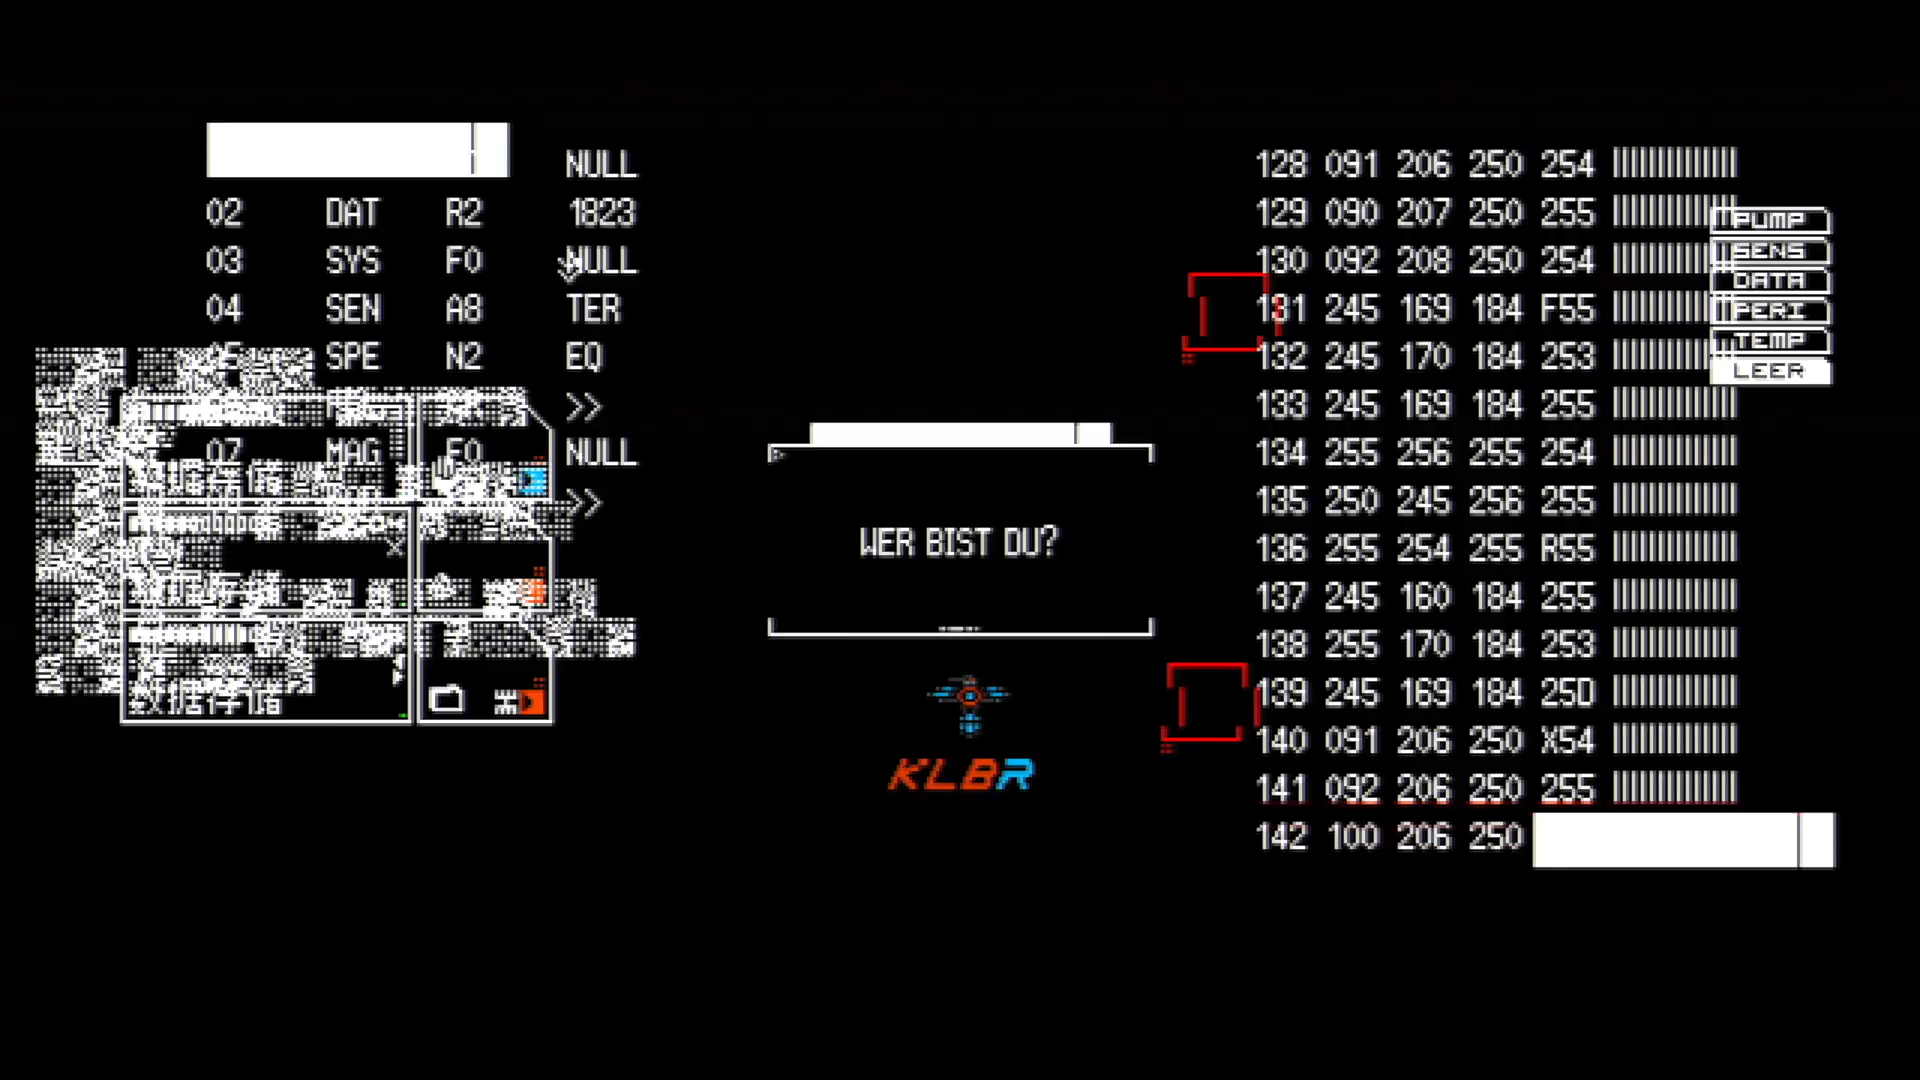 NULL
02 DAT R2 1823
03 SYS F0 NULL
04 SEN A8 TER
05 SPE N2 EQ
>>
07 MAG F0 NULL
>>
数据存储
WER BIST DU?
KLBR
128 091 206 250 254
129 090 207 250 255
130 092 208 250 254
131 245 169 184 F55
132 245 170 184 253
133 245 169 184 255
134 255 256 255 254
135 250 245 256 255
136 255 254 255 R55
137 245 160 184 255
138 255 170 184 253
139 245 169 184 25D
140 091 206 250 X54
141 092 206 250 255
142 100 206 250
PUMP
SENS
DATA
PERI
TEMP
LEER